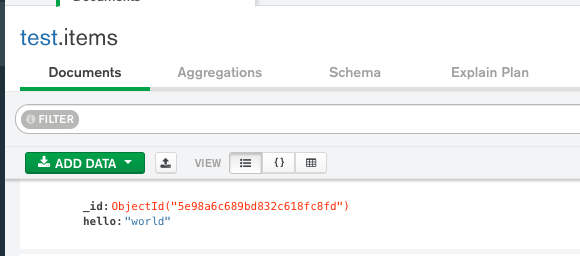 Documents
test.items
Documents Aggregations Schema Explain Plan
FILTER
ADD DATA VIEW {}
_id: ObjectId("5e98a6c689bd832c618fc8fd")
hello: "world"